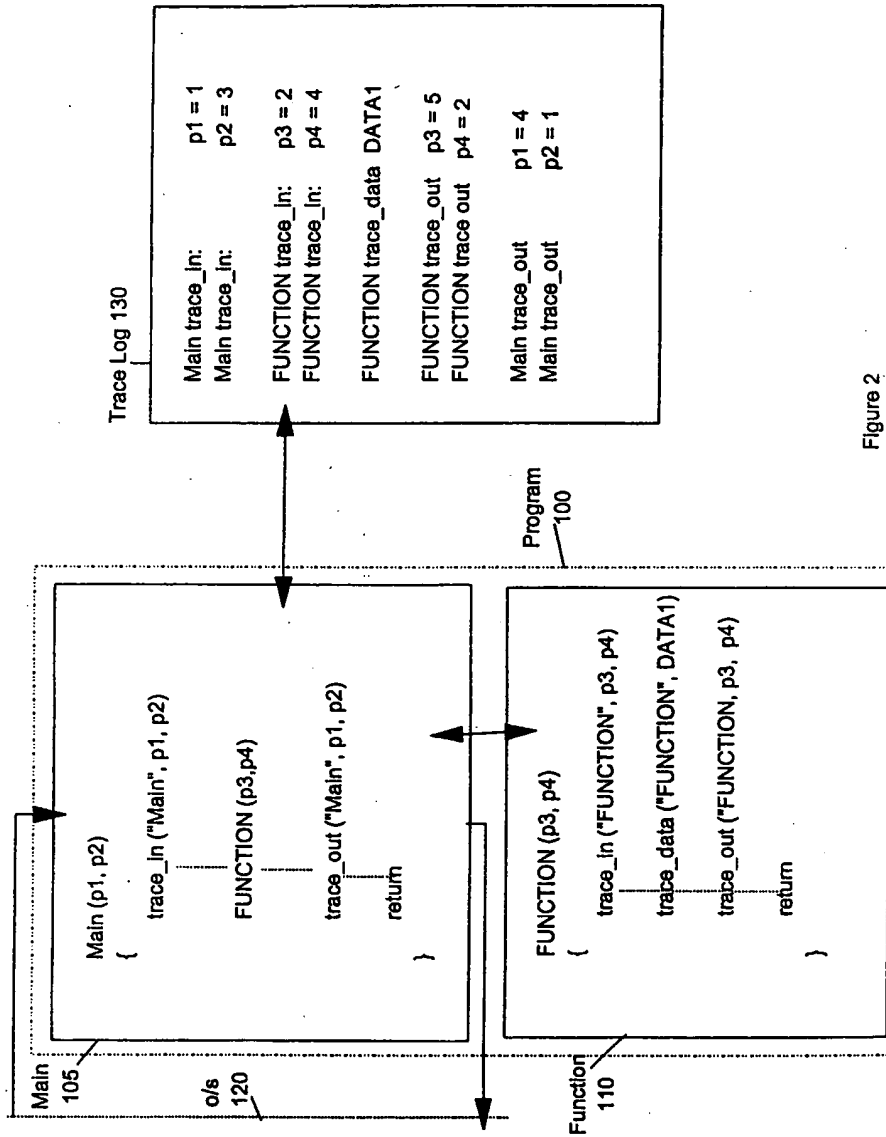 Main
105
o/s
120
Main (p1, p2)
{
trace_in ("Main", p1, p2)
FUNCTION (p3,p4)
trace_out ("Main", p1, p2)
return
}
Program
100
Function
110
FUNCTION (p3, p4)
{
trace_in ("FUNCTION", p3, p4)
trace_data ("FUNCTION", DATA1)
trace_out ("FUNCTION, p3, p4)
return
}
Trace Log 130
Main trace_in: p1 = 1
Main trace_in: p2 = 3
FUNCTION trace_in: p3 = 2
FUNCTION trace_in: p4 = 4
FUNCTION trace_data DATA1
FUNCTION trace_out p3 = 5
FUNCTION trace out p4 = 2
Main trace_out p1 = 4
Main trace_out p2 = 1
Figure 2